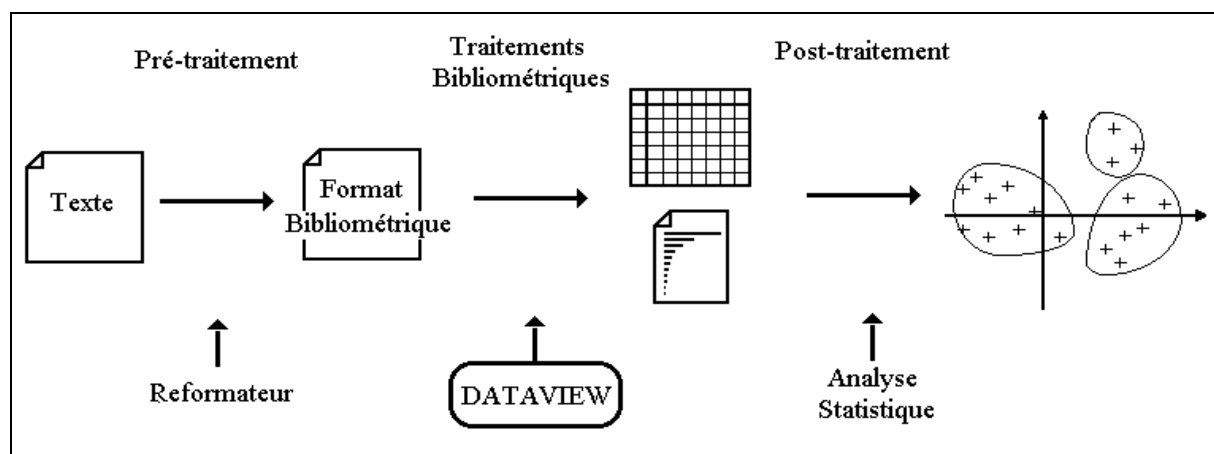 Pré-traitement
Traitements
Bibliométriques
Post-traitement
Texte
Format
Bibliométrique
Reformateur
DATAVIEW
Analyse
Statistique